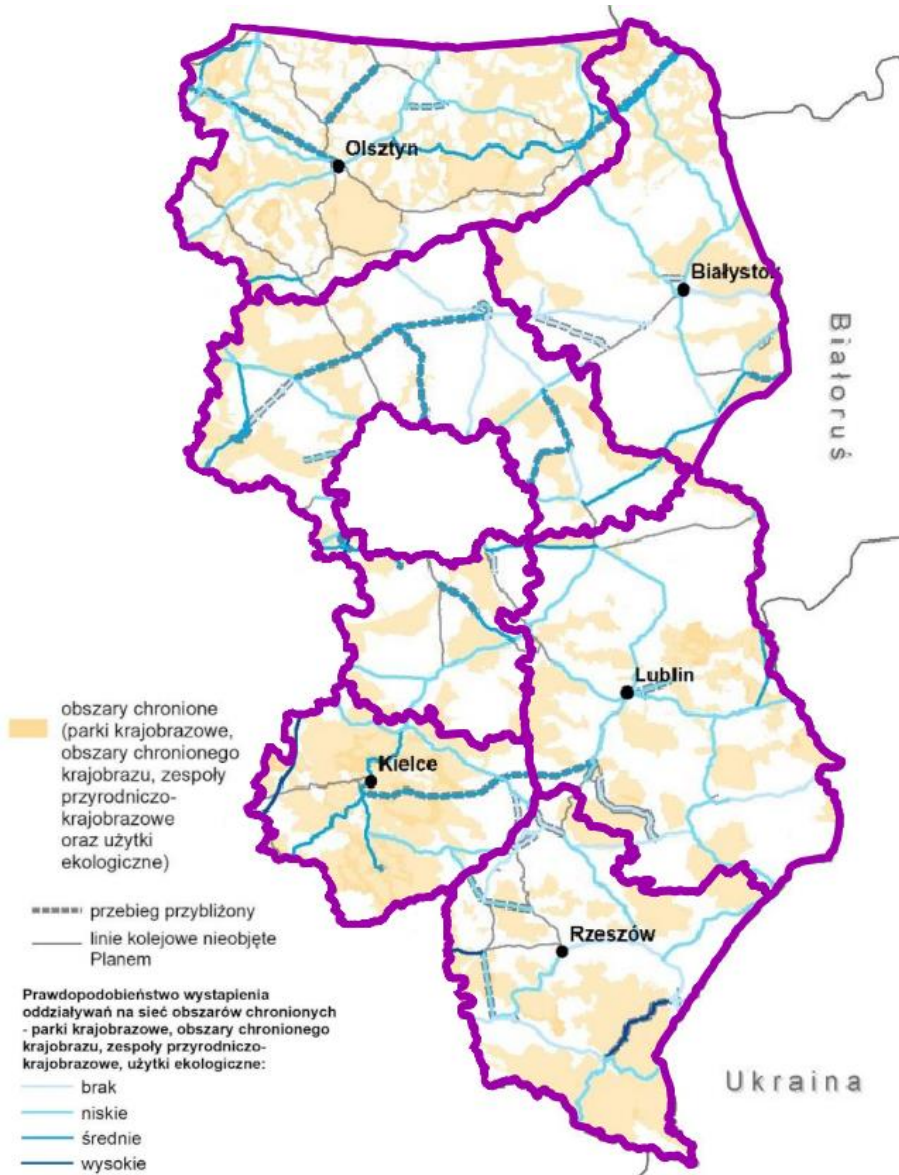 Olsztyn
Białystok
Białoruś
Lublin
Kielce
Rzeszów
Ukraina
obszary chronione
(parki krajobrazowe,
obszary chronionego
krajobrazu, zespoły
przyrodniczo-
krajobrazowe
oraz użytki
ekologiczne)
przebieg przybliżony
linie kolejowe nieobjęte
Planem
Prawdopodobieństwo wystąpienia
oddziaływań na sieć obszarów chronionych
- parki krajobrazowe, obszary chronionego
krajobrazu, zespoły przyrodniczo-
krajobrazowe, użytki ekologiczne:
brak
niskie
średnie
wysokie